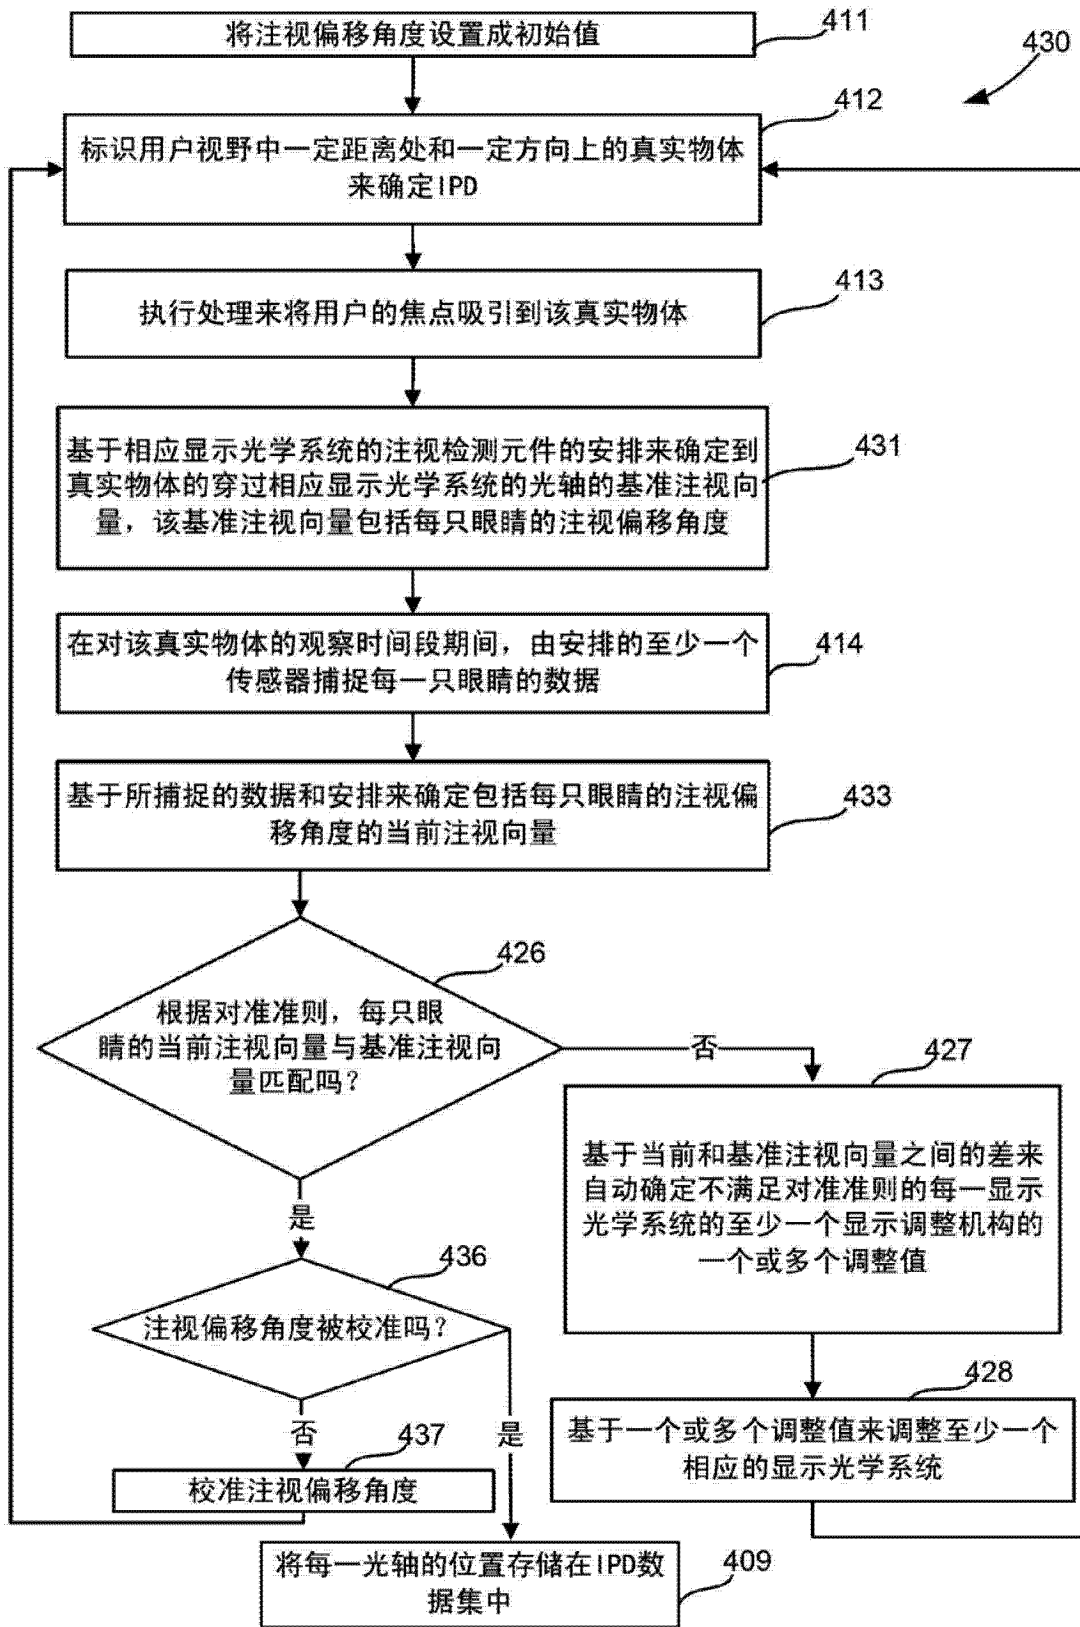 将注视偏移角度设置成初始值
411
430
412
标识用户视野中一定距离处和一定方向上的真实物体
来确定IPD
413
执行处理来将用户的焦点吸引到该真实物体
431
基于相应显示光学系统的注视检测元件的安排来确定到
真实物体的穿过相应显示光学系统的光轴的基准注视向
量，该基准注视向量包括每只眼睛的注视偏移角度
在对该真实物体的观察时间段期间，由安排的至少一个
传感器捕捉每一只眼睛的数据
414
基于所捕捉的数据和安排来确定包括每只眼睛的注视偏
移角度的当前注视向量
433
426
根据对准准则，每只眼
睛的当前注视向量与基准注视向
量匹配吗？
否
427
基于当前和基准注视向量之间的差来
自动确定不满足对准准则的每一显示
光学系统的至少一个显示调整机构的
一个或多个调整值
是
436
注视偏移角度被校准吗？
428
基于一个或多个调整值来调整至少一个
相应的显示光学系统
否
437
是
校准注视偏移角度
将每一光轴的位置存储在IPD数
据集中
409